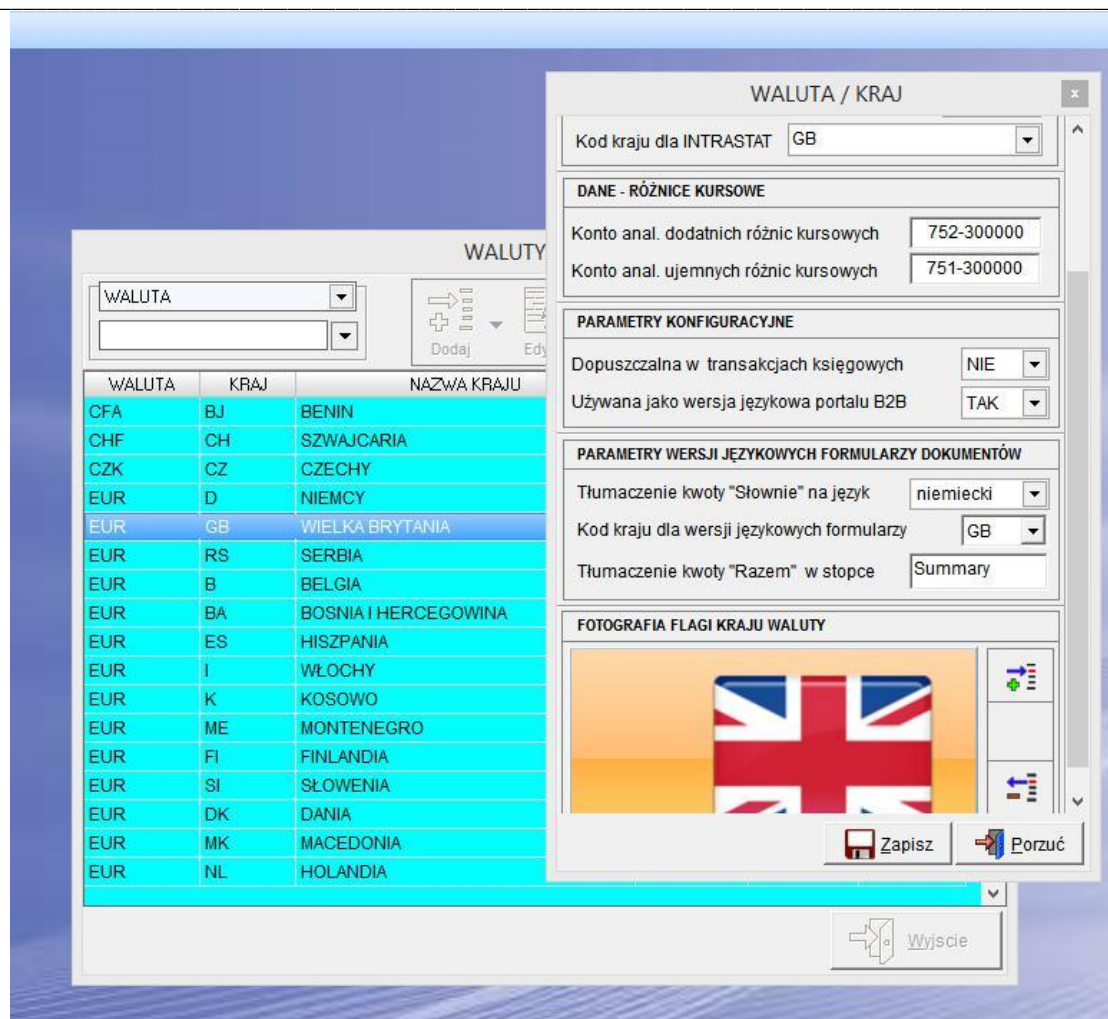 WALUTA / KRAJ
x
Kod kraju dla INTRASTAT GB
DANE - RÓŻNICE KURSOWE
Konto anal. dodatnich różnic kursowych 752-300000
Konto anal. ujemnych różnic kursowych 751-300000
PARAMETRY KONFIGURACYJNE
Dopuszczalna w transakcjach księgowych NIE
Używana jako wersja językowa portalu B2B TAK
PARAMETRY WERSJI JĘZYKOWYCH FORMULARZY DOKUMENTÓW
Tłumaczenie kwoty "Słownie" na język niemiecki
Kod kraju dla wersji językowych formularzy GB
Tłumaczenie kwoty "Razem" w stopce Summary
FOTOGRAFIA FLAGI KRAJU WALUTY
Zapisz Porzuć
WALUTY
WALUTA
Dodaj Edy
WALUTA KRAJ NAZWA KRAJU
CFA BJ BENIN
CHF CH SZWAJCARIA
CZK CZ CZECHY
EUR D NIEMCY
EUR GB WIELKA BRYTANIA
EUR RS SERBIA
EUR B BELGIA
EUR BA BOSNIA I HERCEGOWINA
EUR ES HISZPANIA
EUR I WŁOCHY
EUR K KOSOWO
EUR ME MONTENEGRO
EUR FI FINLANDIA
EUR SI SŁOWENIA
EUR DK DANIA
EUR MK MACEDONIA
EUR NL HOLANDIA
Wyjscie